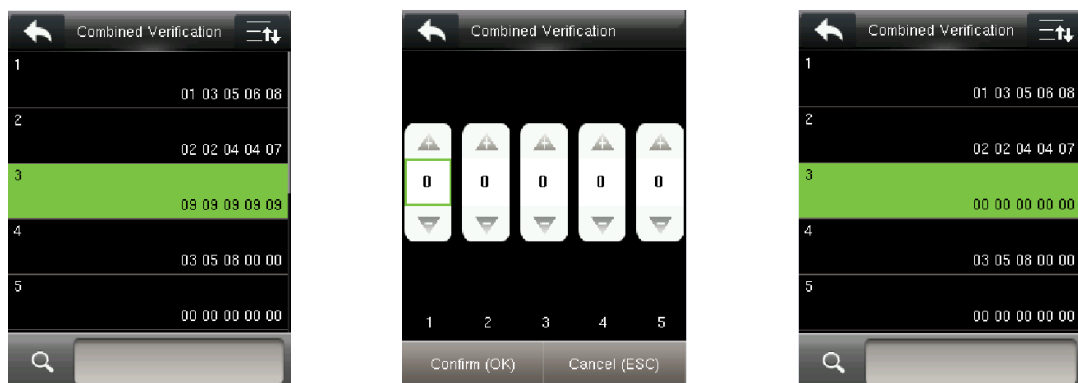 Combined Verification
1
01 03 05 06 08
2
02 02 04 04 07
3
09 09 09 09 09
4
03 05 08 00 00
5
00 00 00 00 00
Combined Verification
0 0 0 0 0
1 2 3 4 5
Confirm (OK) Cancel (ESC)
Combined Verification
1
01 03 05 06 08
2
02 02 04 04 07
3
00 00 00 00 00
4
03 05 08 00 00
5
00 00 00 00 00